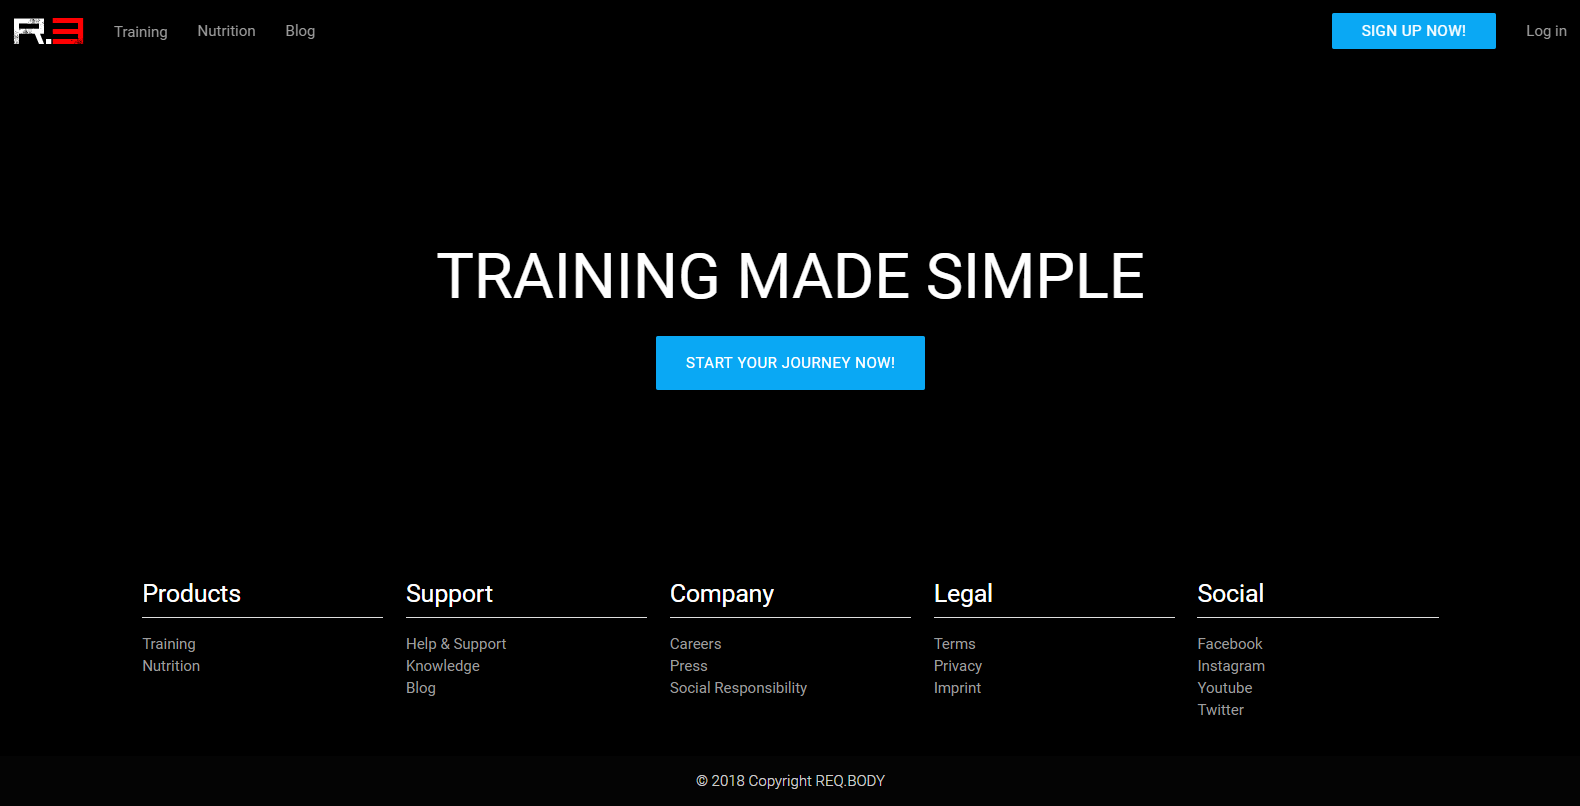 R.3 Training Nutrition Blog SIGN UP NOW! Log in
TRAINING MADE SIMPLE
START YOUR JOURNEY NOW!
Products
Training
Nutrition
Support
Help & Support
Knowledge
Blog
Company
Careers
Press
Social Responsibility
Legal
Terms
Privacy
Imprint
Social
Facebook
Instagram
Youtube
Twitter
© 2018 Copyright REQ.BODY